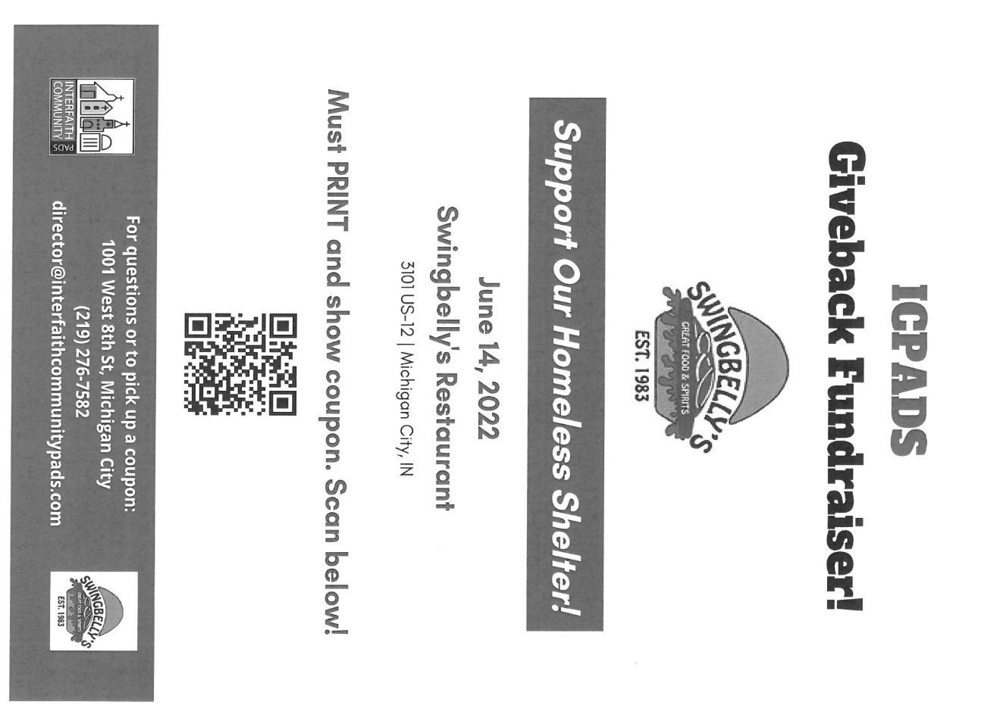 ICPADS
Giveback Fundraiser!
SWINGBELLY'S
GREAT FOOD & SPIRITS
EST. 1983
Support Our Homeless Shelter!
June 14, 2022
Swingbelly's Restaurant
3101 US-12 | Michigan City, IN
Must PRINT and show coupon. Scan below!
INTERFAITH
COMMUNITY
PADS
For questions or to pick up a coupon:
1001 West 8th St, Michigan City
(219) 276-7582
director@interfaithcommunitypads.com
SWINGBELLY'S
GREAT FOOD & SPIRITS
EST. 1983